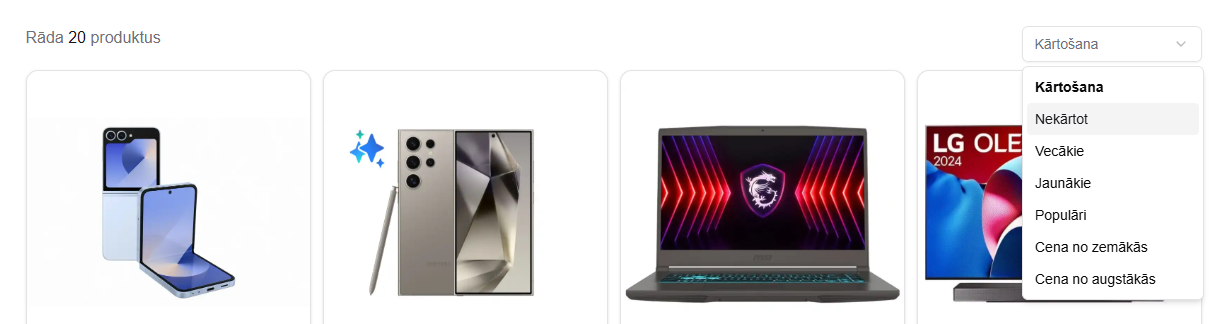 Rāda 20 produktus
Kārtošana
Kārtošana
Nekārtot
Vecākie
Jaunākie
Populāri
Cena no zemākās
Cena no augstākās
LG OLE
2024